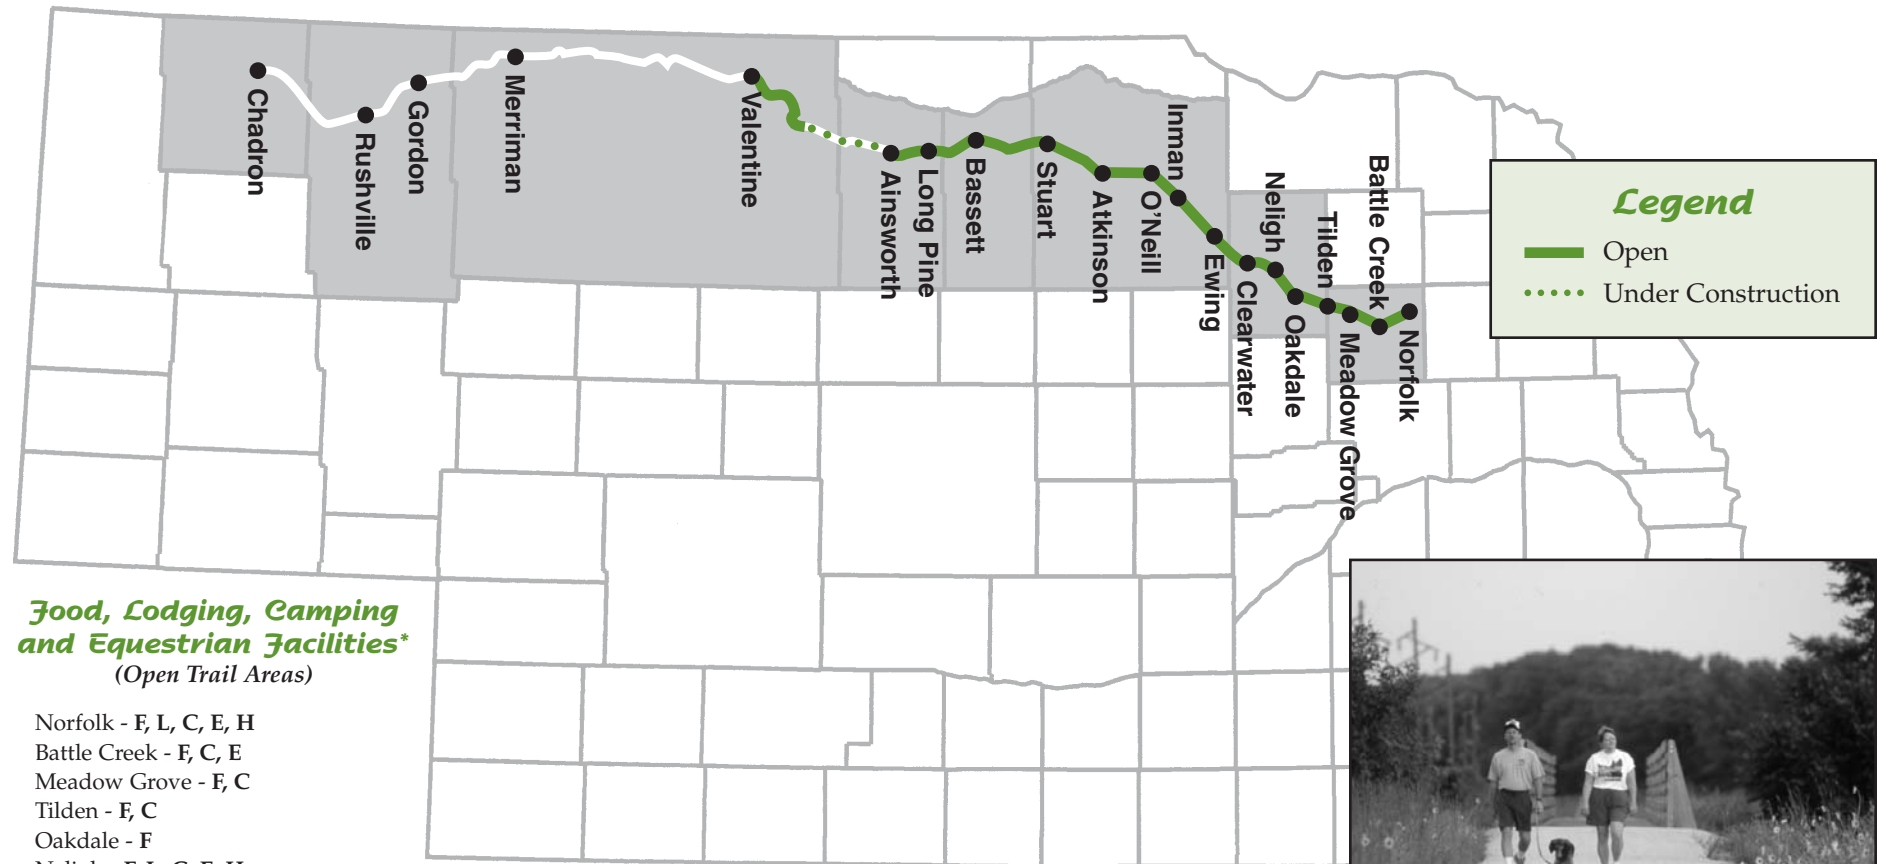 Chadron
Rushville
Gordon
Merriman
Valentine
Ainsworth
Long Pine
Bassett
Stuart
Atkinson
O'Neill
Inman
Ewing
Clearwater
Neligh
Oakdale
Tilden
Meadow Grove
Battle Creek
Norfolk
Legend
Open
Under Construction
Food, Lodging, Camping
and Equestrian Facilities*
(Open Trail Areas)
Norfolk - F, L, C, E, H
Battle Creek - F, C, E
Meadow Grove - F, C
Tilden - F, C
Oakdale - F